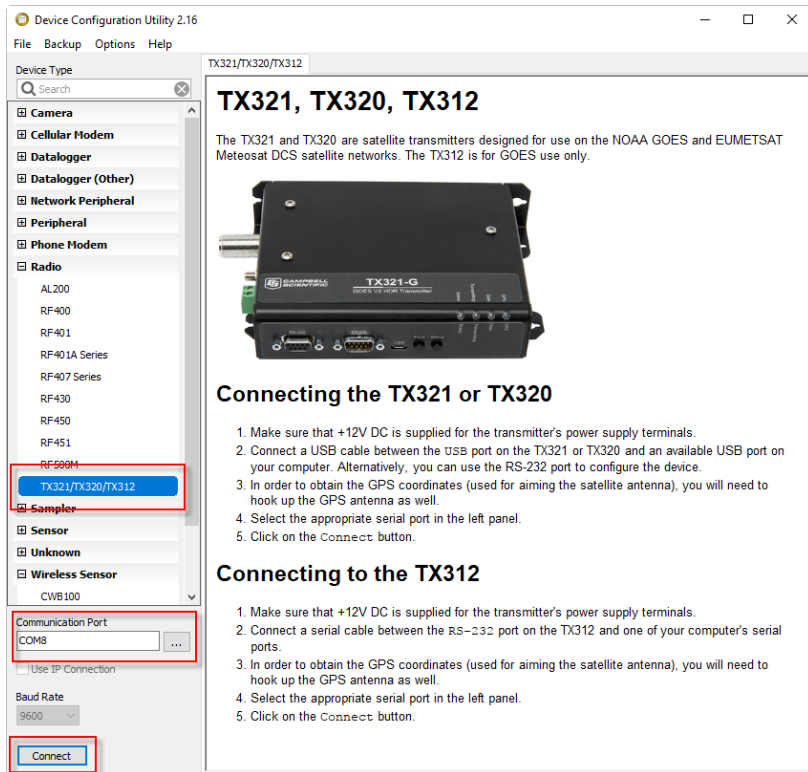 Device Configuration Utility 2.16
File Backup Options Help
Device Type
Search
Camera
Cellular Modem
Datalogger
Datalogger (Other)
Network Peripheral
Peripheral
Phone Modem
Radio
AL200
RF400
RF401
RF401A Series
RF407 Series
RF430
RF450
RF451
RF500M
TX321/TX320/TX312
Sampler
Sensor
Unknown
Wireless Sensor
CWB100
Communication Port
COM8
...
Use IP Connection
Baud Rate
9600
Connect
TX321/TX320/TX312
TX321, TX320, TX312
The TX321 and TX320 are satellite transmitters designed for use on the NOAA GOES and EUMETSAT
Meteosat DCS satellite networks. The TX312 is for GOES use only.
CAMPBELL
SCIENTIFIC
TX321-G
GOES V2 HDR Transmitter
RS-232
USB
Connecting the TX321 or TX320
1. Make sure that +12V DC is supplied for the transmitter's power supply terminals.
2. Connect a USB cable between the USB port on the TX321 or TX320 and an available USB port on
your computer. Alternatively, you can use the RS-232 port to configure the device.
3. In order to obtain the GPS coordinates (used for aiming the satellite antenna), you will need to
hook up the GPS antenna as well.
4. Select the appropriate serial port in the left panel.
5. Click on the Connect button.
Connecting to the TX312
1. Make sure that +12V DC is supplied for the transmitter's power supply terminals.
2. Connect a serial cable between the RS-232 port on the TX312 and one of your computer's serial
ports.
3. In order to obtain the GPS coordinates (used for aiming the satellite antenna), you will need to
hook up the GPS antenna as well.
4. Select the appropriate serial port in the left panel.
5. Click on the Connect button.